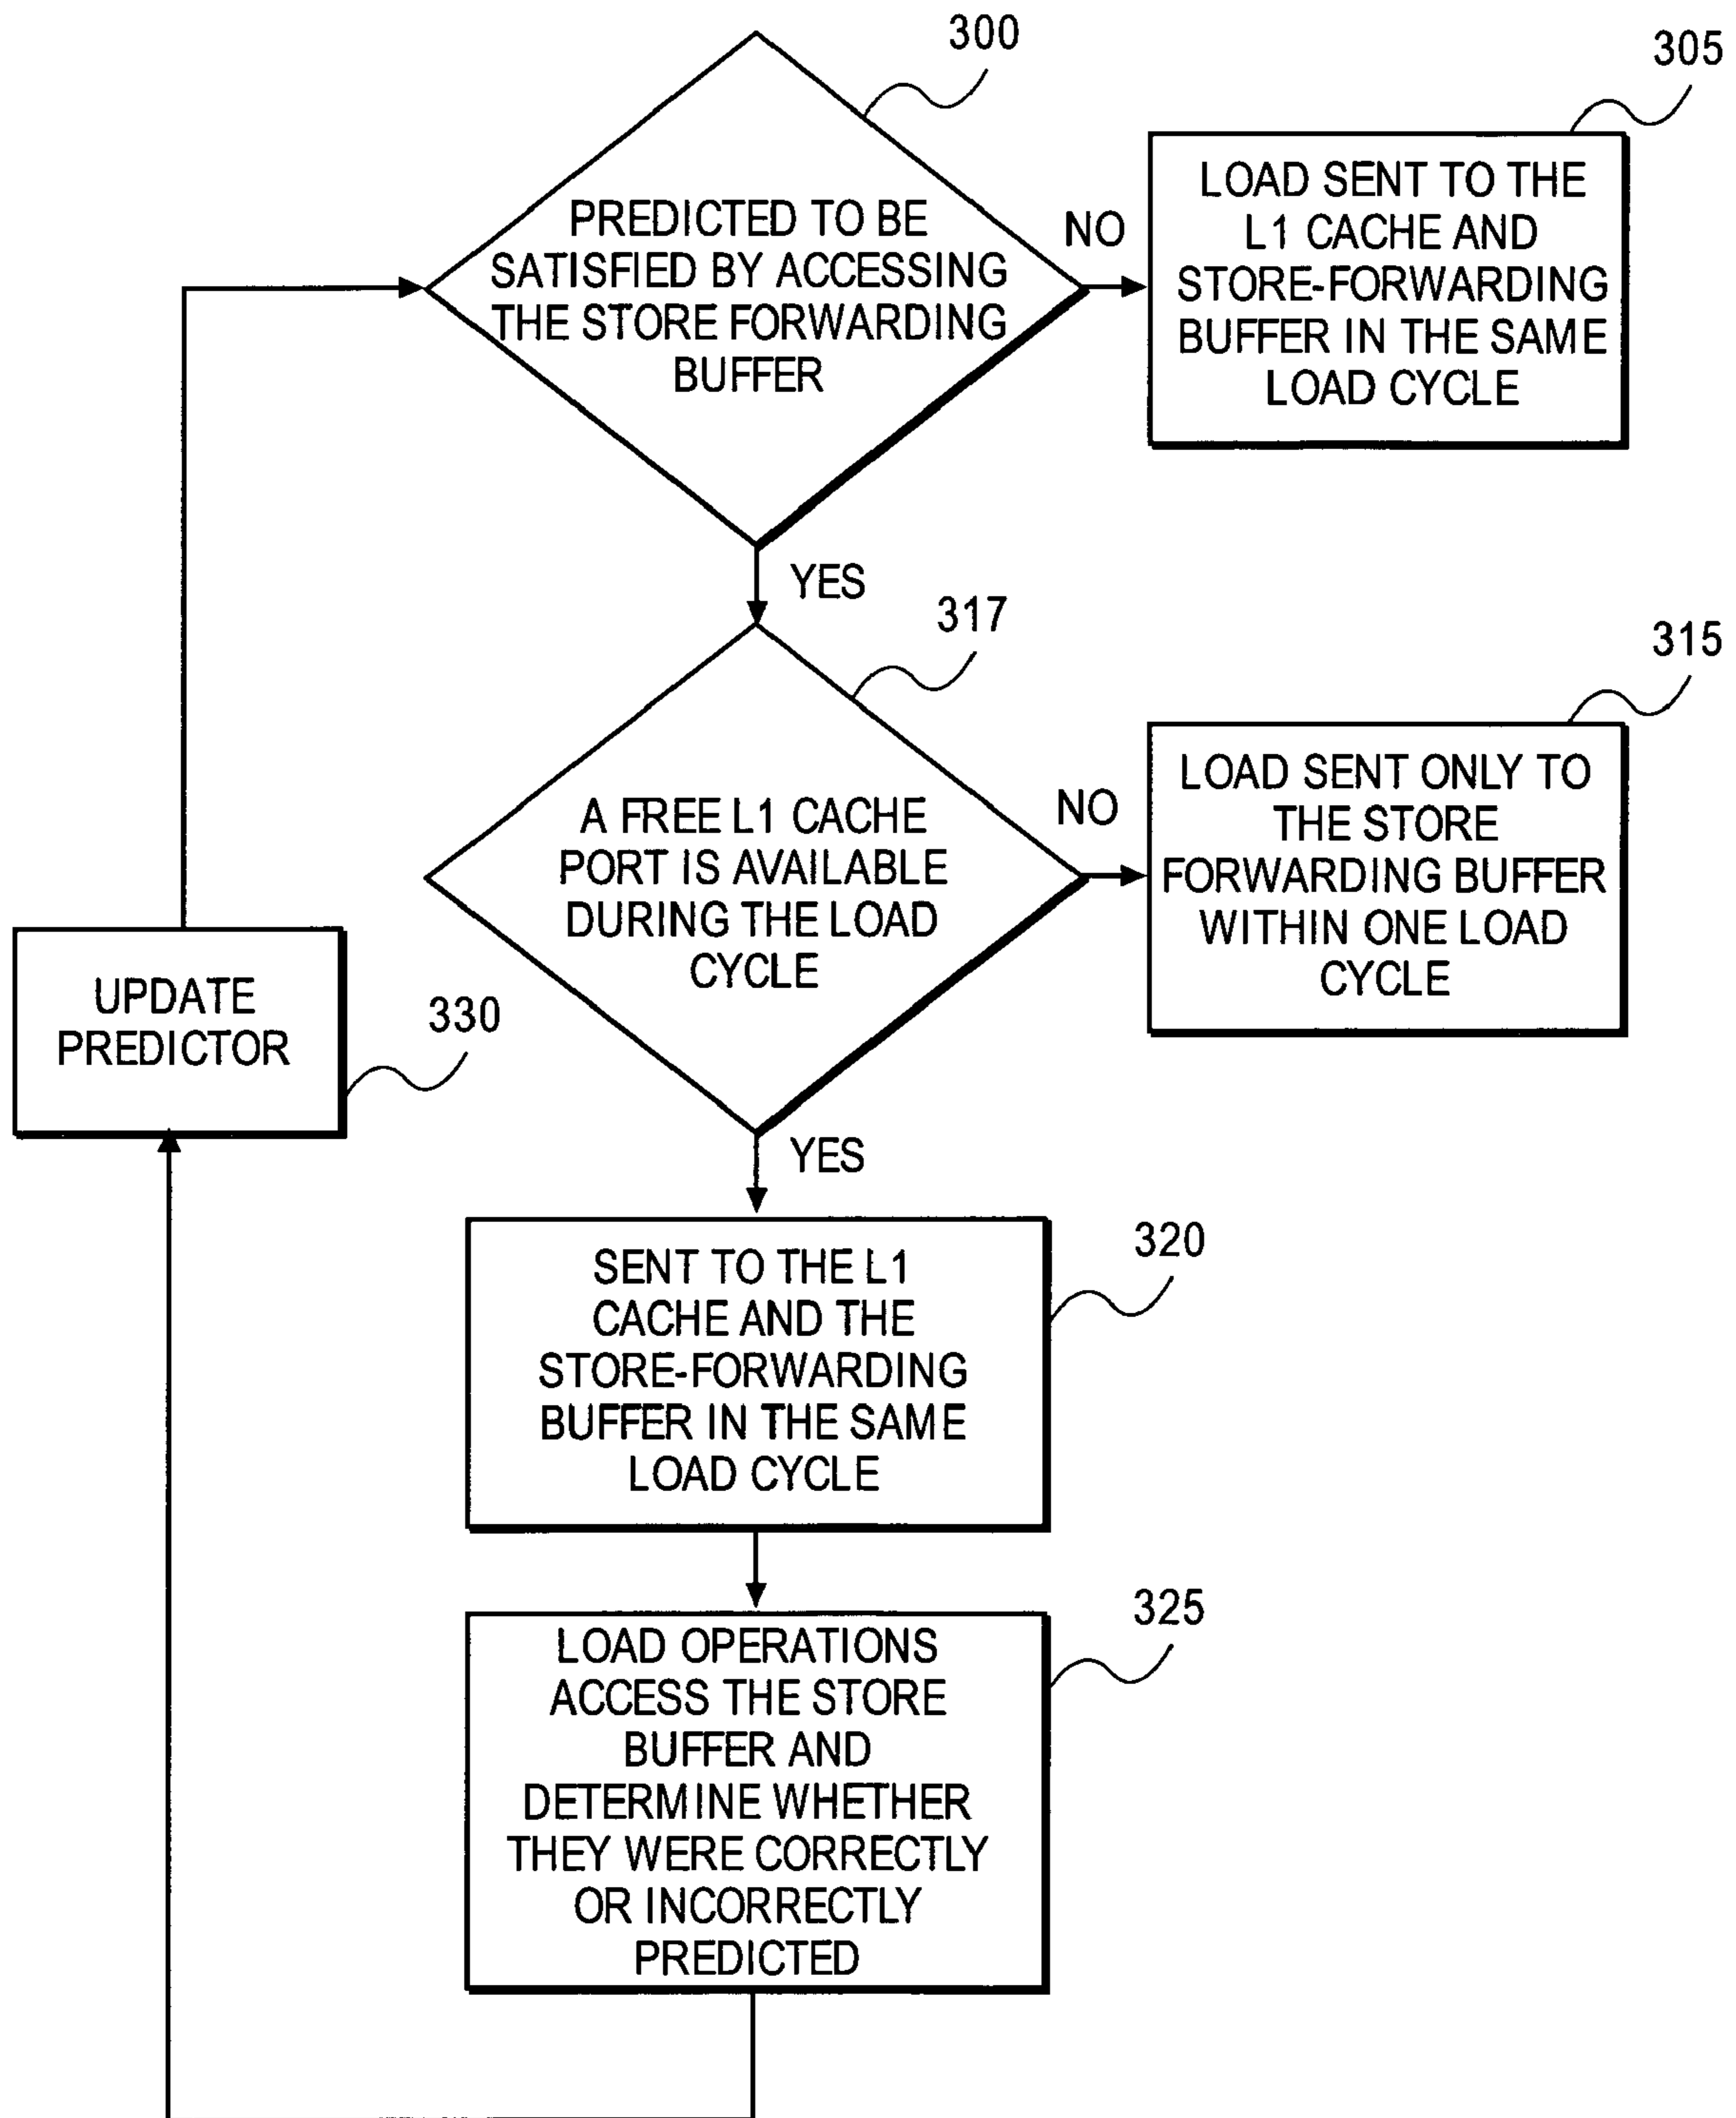 300
305
PREDICTED TO BE
SATISFIED BY ACCESSING
THE STORE FORWARDING
BUFFER
NO
LOAD SENT TO THE
L1 CACHE AND
STORE-FORWARDING
BUFFER IN THE SAME
LOAD CYCLE
YES
317
315
A FREE L1 CACHE
PORT IS AVAILABLE
DURING THE LOAD
CYCLE
NO
LOAD SENT ONLY TO
THE STORE
FORWARDING BUFFER
WITHIN ONE LOAD
CYCLE
UPDATE
PREDICTOR
330
YES
320
SENT TO THE L1
CACHE AND THE
STORE-FORWARDING
BUFFER IN THE SAME
LOAD CYCLE
325
LOAD OPERATIONS
ACCESS THE STORE
BUFFER AND
DETERMINE WHETHER
THEY WERE CORRECTLY
OR INCORRECTLY
PREDICTED